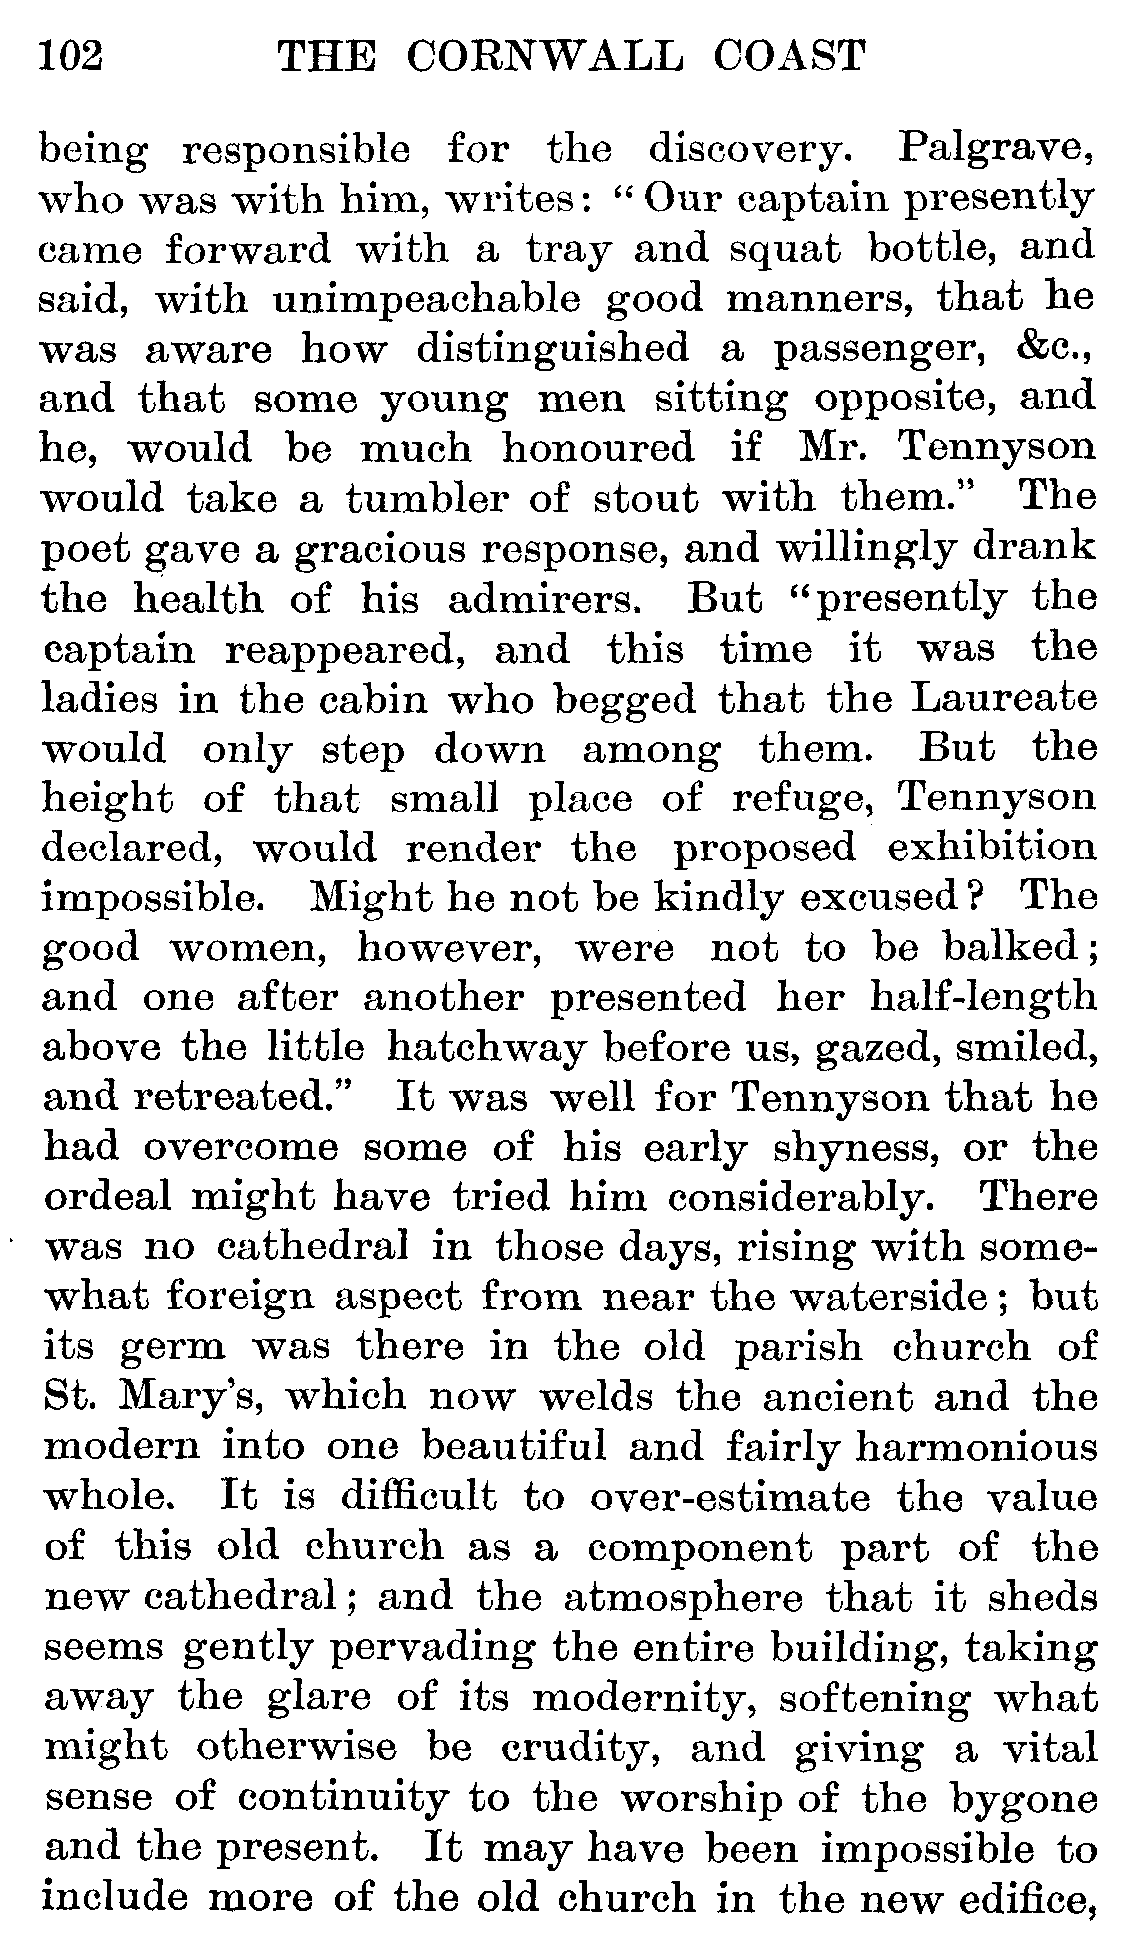 102 THE CORNWALL COAST
being responsible for the discovery. Palgrave,
who was with him, writes: “Our captain presently
came forward with a tray and squat bottle, and
said, with unimpeachable good manners, that he
was aware how distinguished a passenger, &c.,
and that some young men sitting opposite, and
he, would be much honoured if Mr. Tennyson
would take a tumbler of stout with them.” The
poet gave a gracious response, and willingly drank
the health of his admirers. But “presently the
captain reappeared, and this time it was the
ladies in the cabin who begged that the Laureate
would only step down among them. But the
height of that small place of refuge, Tennyson
declared, would render the proposed exhibition
impossible. Might he not be kindly excused? The
good women, however, were not to be balked;
and one after another presented her half-length
above the little hatchway before us, gazed, smiled,
and retreated.” It was well for Tennyson that he
had overcome some of his early shyness, or the
ordeal might have tried him considerably. There
was no cathedral in those days, rising with some-
what foreign aspect from near the waterside; but
its germ was there in the old parish church of
St. Mary's, which now welds the ancient and the
modern into one beautiful and fairly harmonious
whole. It is difficult to over-estimate the value
of this old church as a component part of the
new cathedral; and the atmosphere that it sheds
seems gently pervading the entire building, taking
away the glare of its modernity, softening what
might otherwise be crudity, and giving a vital
sense of continuity to the worship of the bygone
and the present. It may have been impossible to
include more of the old church in the new edifice,